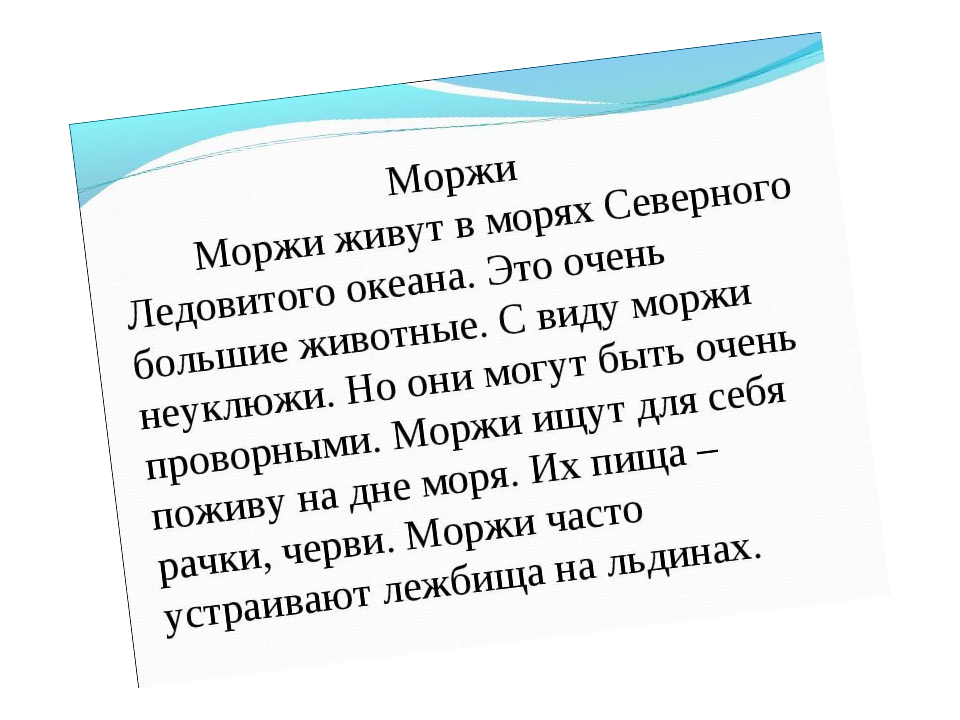 Моржи
Моржи живут в морях Северного
Ледовитого океана. Это очень
большие животные. С виду моржи
неуклюжи. Но они могут быть очень
проворными. Моржи ищут для себя
поживу на дне моря. Их пища –
рачки, черви. Моржи часто
устраивают лежбища на льдинах.